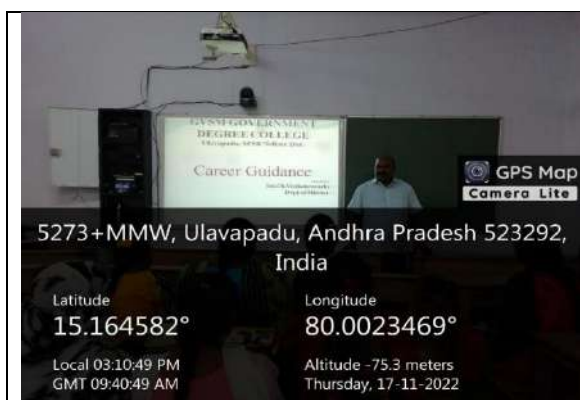 GVSM GOVERNMENT
DEGREE COLLEGE
Career Guidance
GPS Map
Camera Lite
5273+MMW, Ulavapadu, Andhra Pradesh 523292,
India
Latitude
15.164582°
Longitude
80.0023469°
Local 03:10:49 PM
GMT 09:40:49 AM
Altitude -75.3 meters
Thursday, 17-11-2022